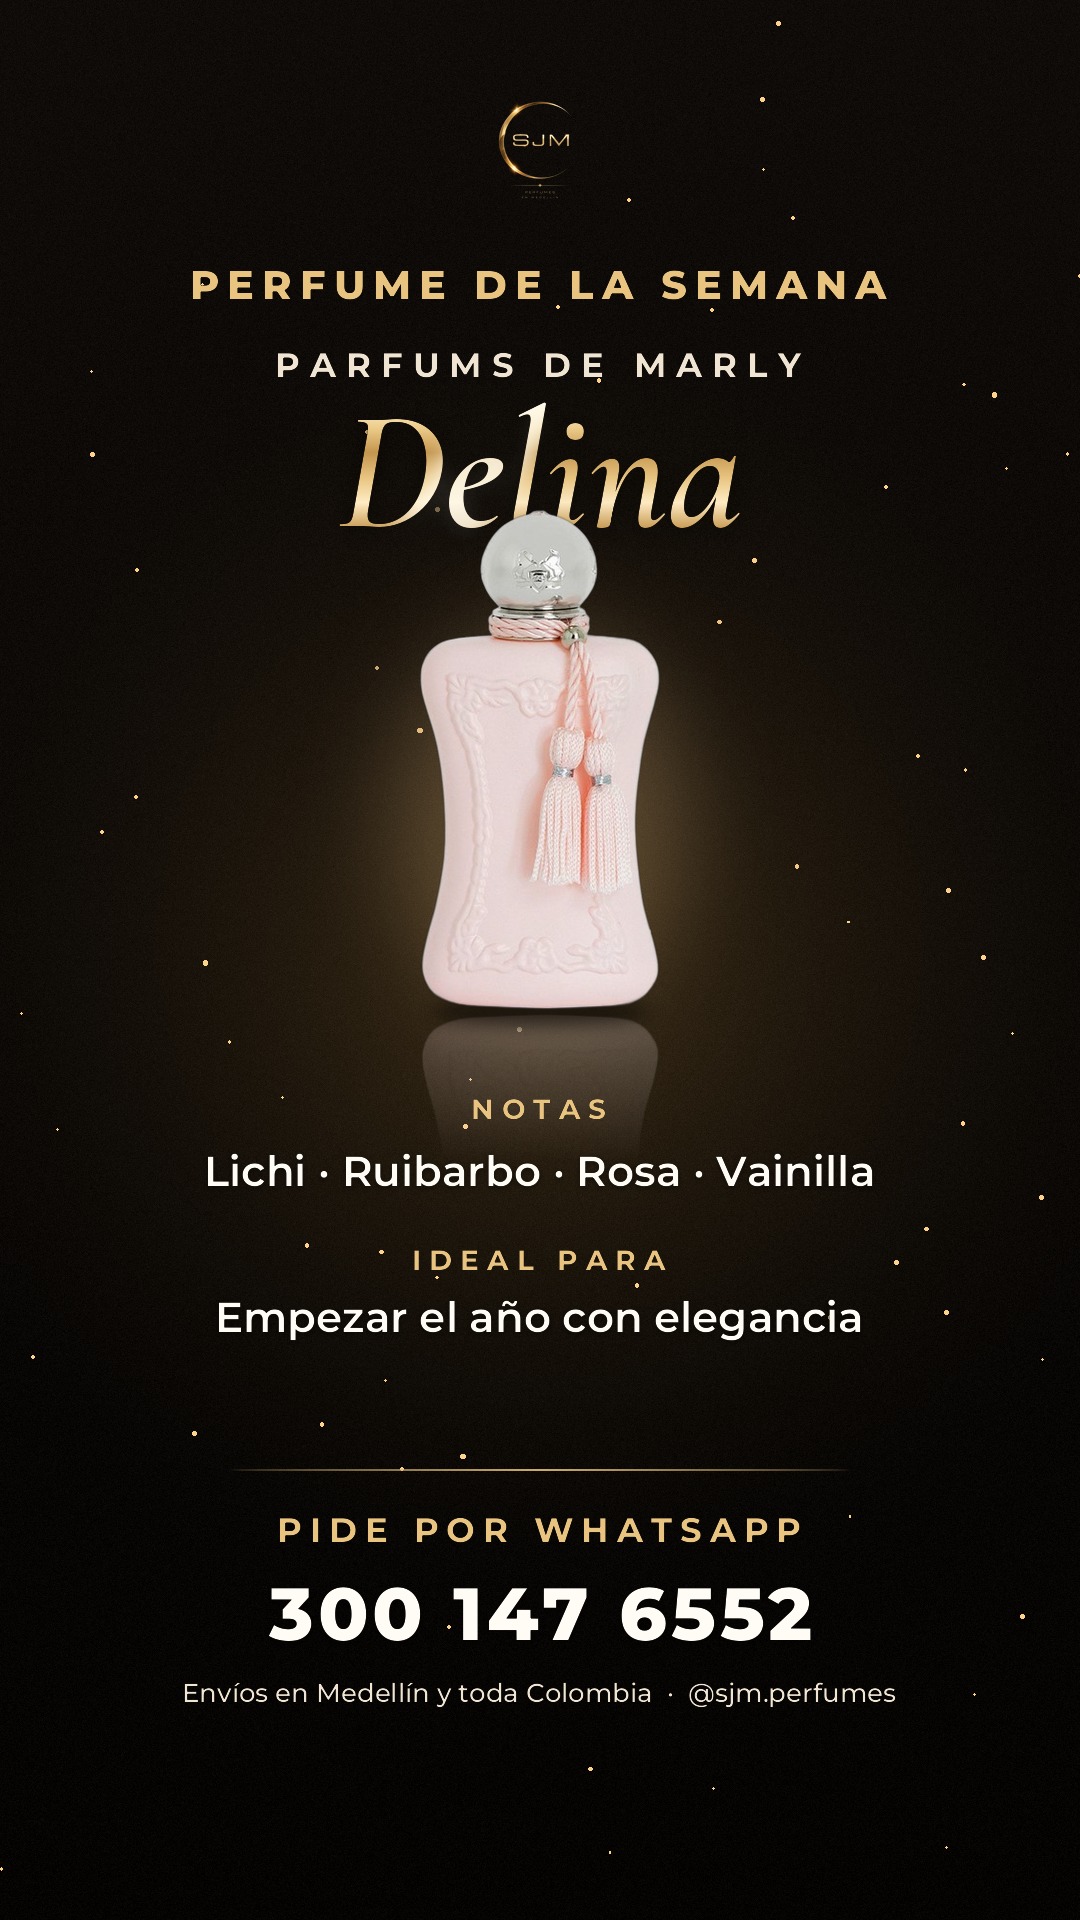 SJM
PERFUME DE LA SEMANA
PARFUMS DE MARLY
Delina
NOTAS
Lichi · Ruibarbo · Rosa · Vainilla
IDEAL PARA
Empezar el año con elegancia
PIDE POR WHATSAPP
300 147 6552
Envíos en Medellín y toda Colombia · @sjm.perfumes